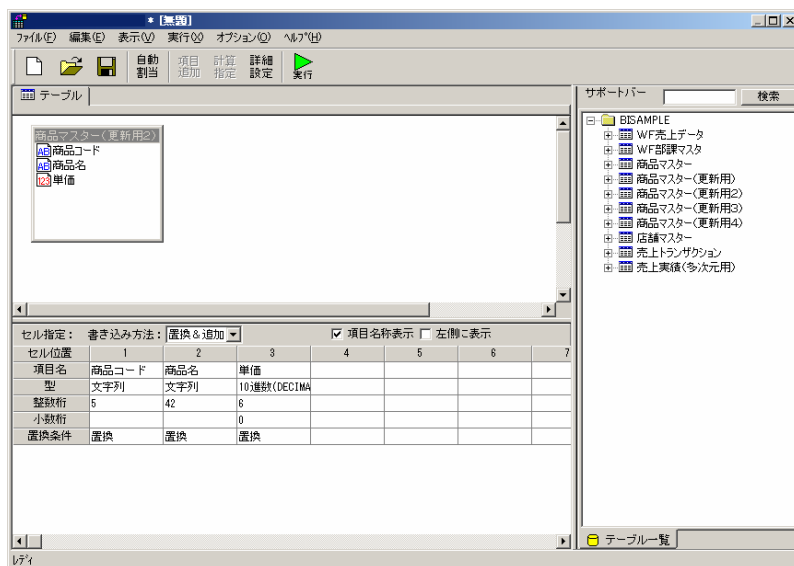 * [無題]
ファイル(F) 編集(E) 表示(V) 実行(X) オプション(O) ヘルプ(H)
自動割当 項目追加 計算指定 詳細設定 実行
テーブル
サポートバー 検索
商品マスター(更新用2)
AB 商品コード
AB 商品名
123 単価
BISAMPLE
WF売上データ
WF部課マスタ
商品マスター
商品マスター(更新用)
商品マスター(更新用2)
商品マスター(更新用3)
商品マスター(更新用4)
店舗マスター
売上トランザクション
売上実績(多次元用)
セル指定: 書き込み方法: 置換&追加 項目名称表示 左側に表示
セル位置 1 2 3 4 5 6 7
項目名 商品コード 商品名 単価
型 文字列 文字列 10進数(DECIMA
整数桁 5 42 6
小数桁 0
置換条件 置換 置換 置換
テーブル一覧
レディ